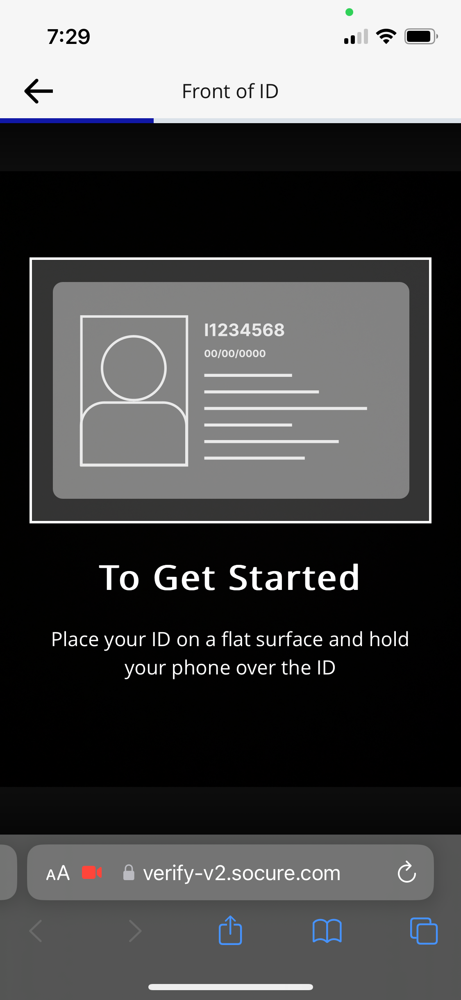 7:29
Front of ID
I1234568
00/00/0000
To Get Started
Place your ID on a flat surface and hold
your phone over the ID
AA verify-v2.socure.com